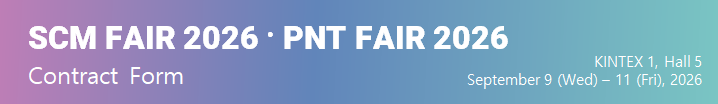 SCM FAIR 2026 · PNT FAIR 2026
Contract Form
KINTEX 1, Hall 5
September 9 (Wed) – 11 (Fri), 2026